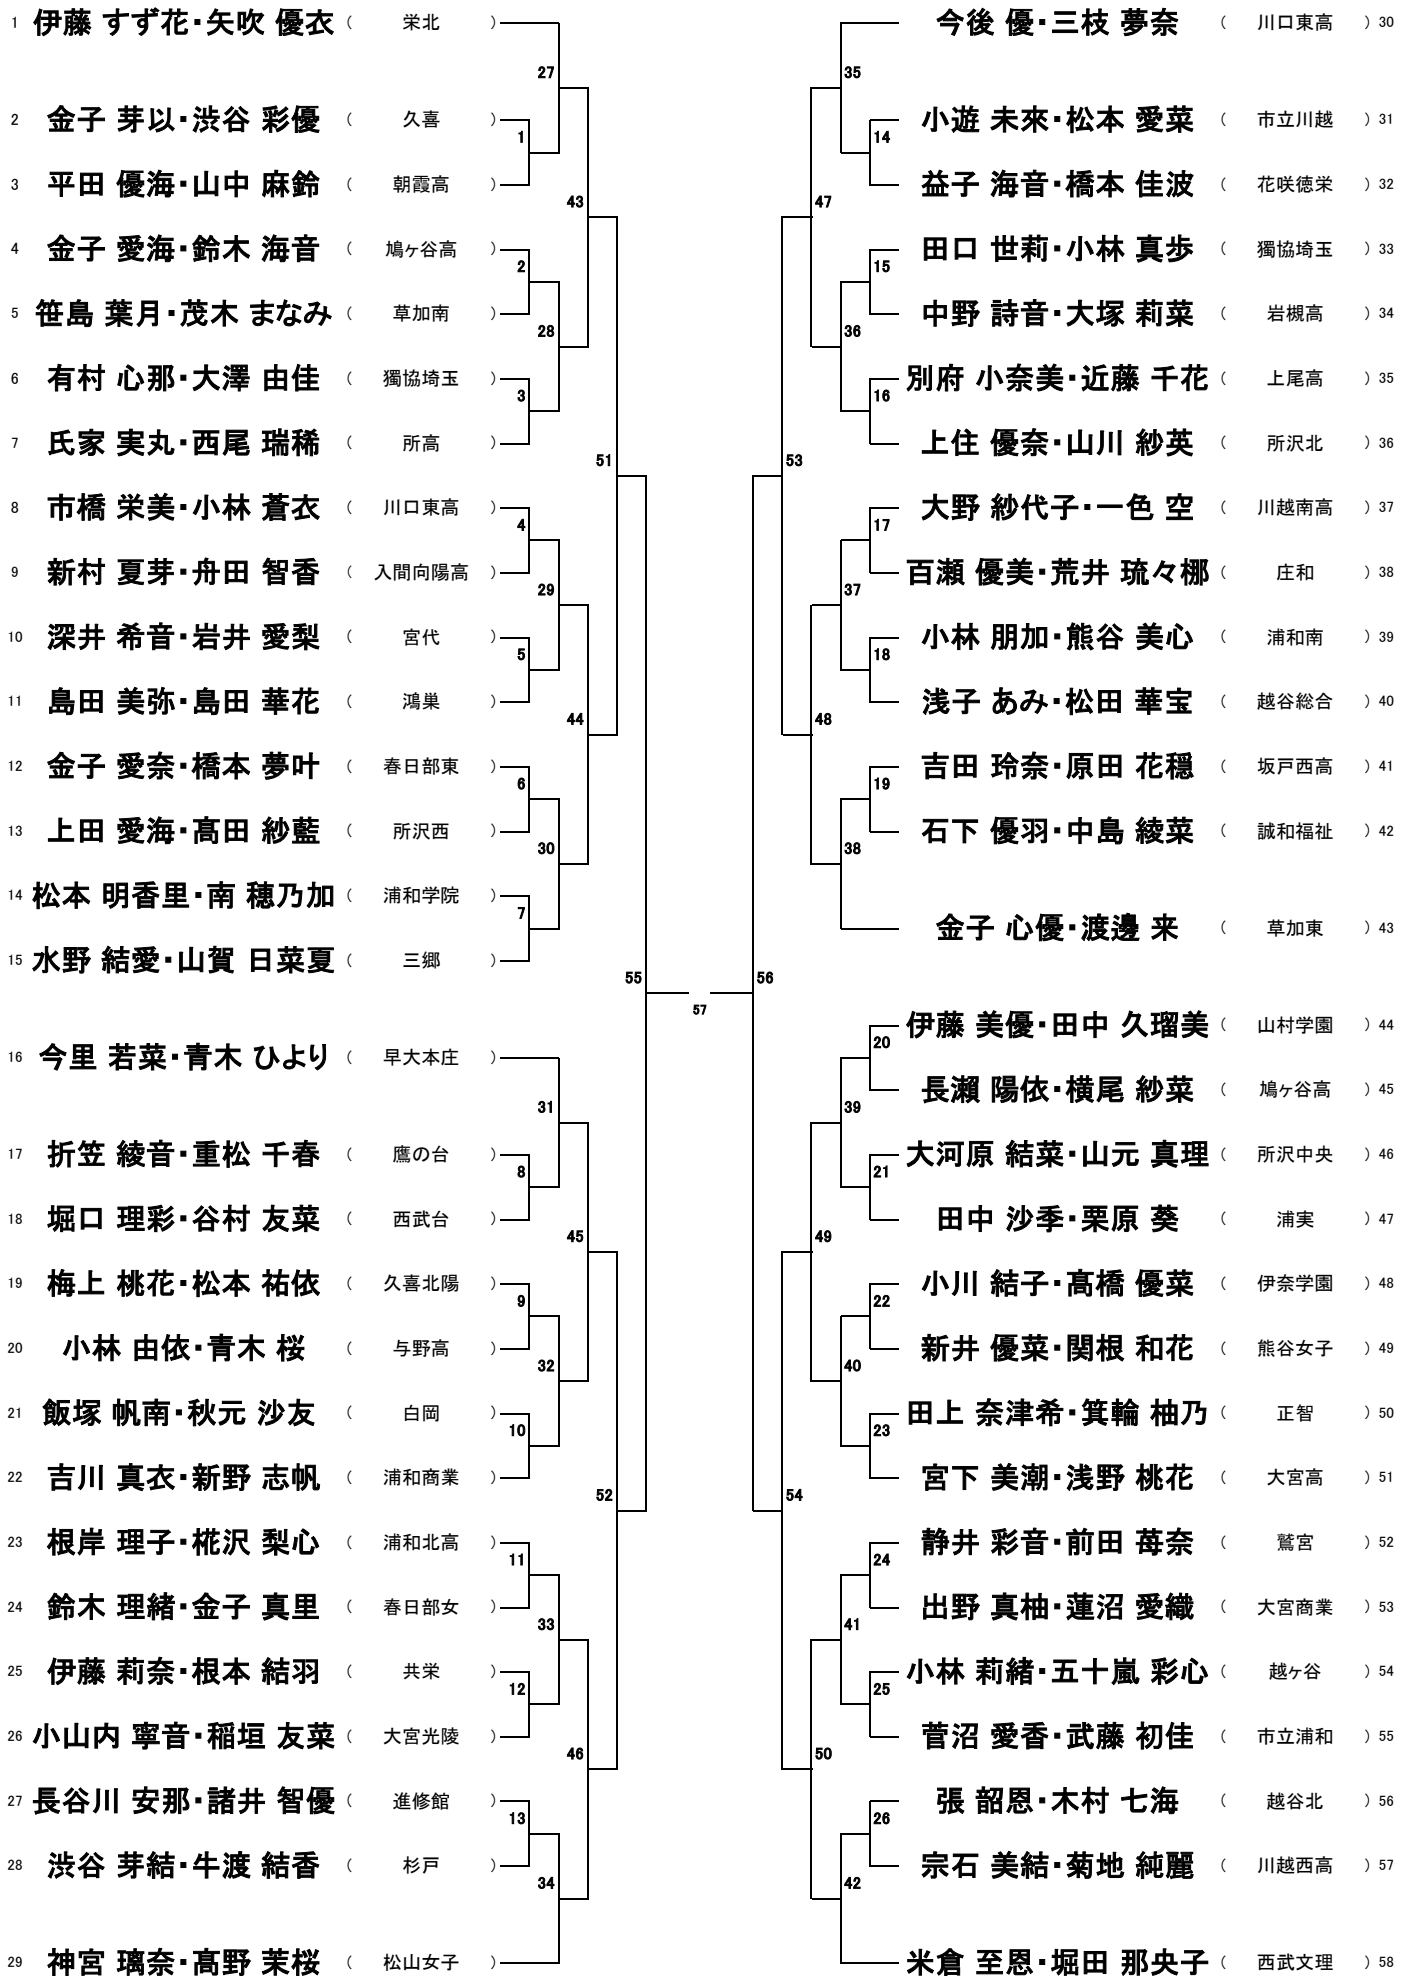 1 伊藤 すず花・矢吹 優衣 ( 栄北 )
2 金子 芽以・渋谷 彩優 ( 久喜 )
3 平田 優海・山中 麻鈴 ( 朝霞高 )
4 金子 愛海・鈴木 海音 ( 鳩ヶ谷高 )
5 笹島 葉月・茂木 まなみ ( 草加南 )
6 有村 心那・大澤 由佳 ( 獨協埼玉 )
7 氏家 実丸・西尾 瑞稀 ( 所高 )
8 市橋 栄美・小林 蒼衣 ( 川口東高 )
9 新村 夏芽・舟田 智香 ( 入間向陽高 )
10 深井 希音・岩井 愛梨 ( 宮代 )
11 島田 美弥・島田 華花 ( 鴻巣 )
12 金子 愛奈・橋本 夢叶 ( 春日部東 )
13 上田 愛海・髙田 紗藍 ( 所沢西 )
14 松本 明香里・南 穂乃加 ( 浦和学院 )
15 水野 結愛・山賀 日菜夏 ( 三郷 )
16 今里 若菜・青木 ひより ( 早大本庄 )
17 折笠 綾音・重松 千春 ( 鷹の台 )
18 堀口 理彩・谷村 友菜 ( 西武台 )
19 梅上 桃花・松本 祐依 ( 久喜北陽 )
20 小林 由依・青木 桜 ( 与野高 )
21 飯塚 帆南・秋元 沙友 ( 白岡 )
22 吉川 真衣・新野 志帆 ( 浦和商業 )
23 根岸 理子・椛沢 梨心 ( 浦和北高 )
24 鈴木 理緒・金子 真里 ( 春日部女 )
25 伊藤 莉奈・根本 結羽 ( 共栄 )
26 小山内 寧音・稲垣 友菜 ( 大宮光陵 )
27 長谷川 安那・諸井 智優 ( 進修館 )
28 渋谷 芽結・牛渡 結香 ( 杉戸 )
29 神宮 璃奈・髙野 茉桜 ( 松山女子 )
27
1
43
2
28
3
51
4
29
5
44
6
30
7
55
31
8
45
9
32
10
52
11
33
12
46
13
34
57
35
14
47
15
36
16
53
17
37
18
48
19
38
56
20
39
21
49
22
40
23
54
24
41
25
50
26
42
今後 優・三枝 夢奈 ( 川口東高 ) 30
小遊 未來・松本 愛菜 ( 市立川越 ) 31
益子 海音・橋本 佳波 ( 花咲徳栄 ) 32
田口 世莉・小林 真歩 ( 獨協埼玉 ) 33
中野 詩音・大塚 莉菜 ( 岩槻高 ) 34
別府 小奈美・近藤 千花 ( 上尾高 ) 35
上住 優奈・山川 紗英 ( 所沢北 ) 36
大野 紗代子・一色 空 ( 川越南高 ) 37
百瀬 優美・荒井 琉々梛 ( 庄和 ) 38
小林 朋加・熊谷 美心 ( 浦和南 ) 39
浅子 あみ・松田 華宝 ( 越谷総合 ) 40
吉田 玲奈・原田 花穏 ( 坂戸西高 ) 41
石下 優羽・中島 綾菜 ( 誠和福祉 ) 42
金子 心優・渡邊 来 ( 草加東 ) 43
伊藤 美優・田中 久瑠美 ( 山村学園 ) 44
長瀨 陽依・横尾 紗菜 ( 鳩ヶ谷高 ) 45
大河原 結菜・山元 真理 ( 所沢中央 ) 46
田中 沙季・栗原 葵 ( 浦実 ) 47
小川 結子・髙橋 優菜 ( 伊奈学園 ) 48
新井 優菜・関根 和花 ( 熊谷女子 ) 49
田上 奈津希・箕輪 柚乃 ( 正智 ) 50
宮下 美潮・浅野 桃花 ( 大宮高 ) 51
静井 彩音・前田 苺奈 ( 鷲宮 ) 52
出野 真柚・蓮沼 愛織 ( 大宮商業 ) 53
小林 莉緒・五十嵐 彩心 ( 越ヶ谷 ) 54
菅沼 愛香・武藤 初佳 ( 市立浦和 ) 55
張 韶恩・木村 七海 ( 越谷北 ) 56
宗石 美結・菊地 純麗 ( 川越西高 ) 57
米倉 至恩・堀田 那央子 ( 西武文理 ) 58